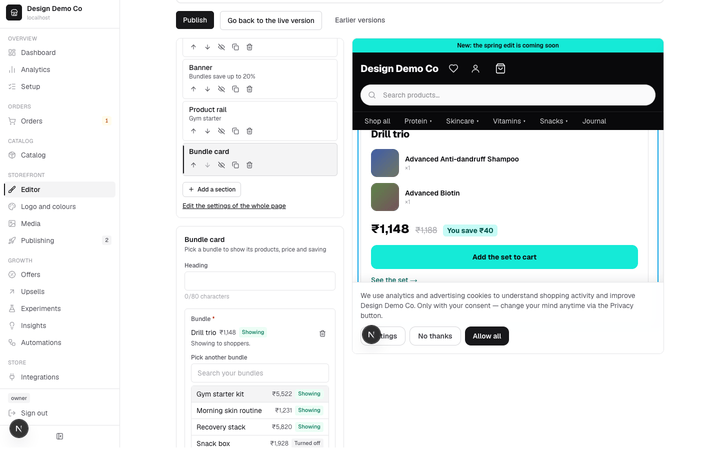 Design Demo Co
localhost
OVERVIEW
Dashboard
Analytics
Setup
ORDERS
Orders 1
CATALOG
Catalog
STOREFRONT
Editor
Logo and colours
Media
Publishing 2
GROWTH
Offers
Upsells
Experiments
Insights
Automations
STORE
Integrations
owner
Sign out
N
Publish
Go back to the live version
Earlier versions
Banner
Bundles save up to 20%
Product rail
Gym starter
Bundle card
Add a section
Edit the settings of the whole page
Bundle card
Pick a bundle to show its products, price and saving
Heading
0/80 characters
Bundle *
Drill trio ₹1,148 Showing
Showing to shoppers.
Pick another bundle
Search your bundles
Gym starter kit ₹5,522 Showing
Morning skin routine ₹1,231 Showing
Recovery stack ₹5,820 Showing
Snack box ₹1,928 Turned off
New: the spring edit is coming soon
Design Demo Co
Search products...
Shop all Protein Skincare Vitamins Snacks Journal
Drill trio
Advanced Anti-dandruff Shampoo
×1
Advanced Biotin
×1
₹1,148 ₹1,188 You save ₹40
Add the set to cart
See the set →
We use analytics and advertising cookies to understand shopping activity and improve
Design Demo Co. Only with your consent — change your mind anytime via the Privacy
button.
N
No thanks
Allow all